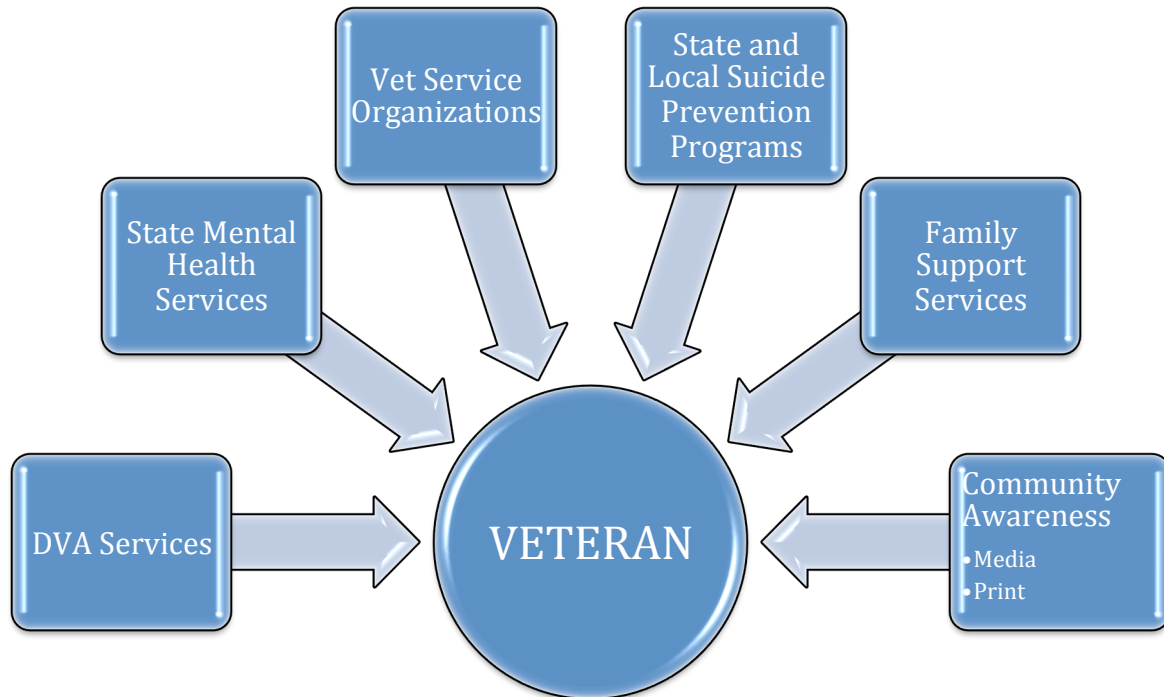 Vet Service
Organizations
State and
Local Suicide
Prevention
Programs
State Mental
Health
Services
Family
Support
Services
DVA Services
VETERAN
Community
Awareness
•Media
•Print